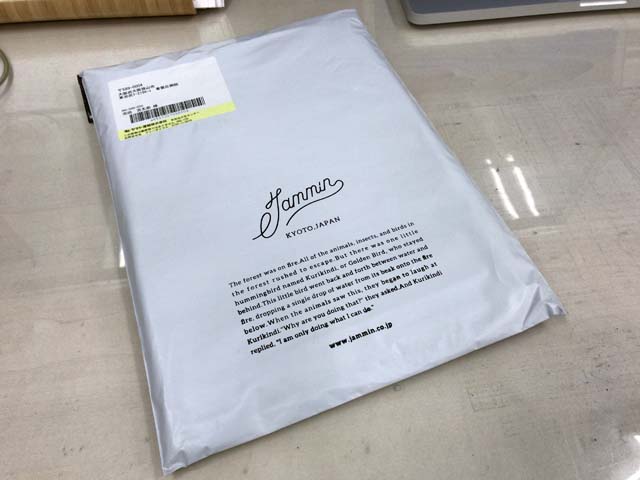 Jammin
KYOTO,JAPAN
The forest was on fire.All of the animals, insects, and birds in
the forest rushed to escape.But there was one little
hummingbird named Kurikindi, or Golden Bird, who stayed
behind.This little bird went back and forth between water and
fire, dropping a single drop of water from its beak onto the fire
below.When the animals saw this, they began to laugh at
Kurikindi."Why are you doing that?" they asked.And Kurikindi
replied, "I am only doing what I can do."
www.jammin.co.jp